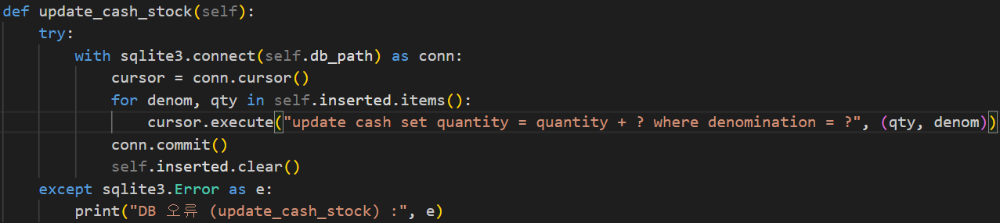 def update_cash_stock(self):
    try:
        with sqlite3.connect(self.db_path) as conn:
            cursor = conn.cursor()
            for denom, qty in self.inserted.items():
                cursor.execute("update cash set quantity = quantity + ? where denomination = ?", (qty, denom))
            conn.commit()
            self.inserted.clear()
    except sqlite3.Error as e:
        print("DB 오류 (update_cash_stock) :", e)